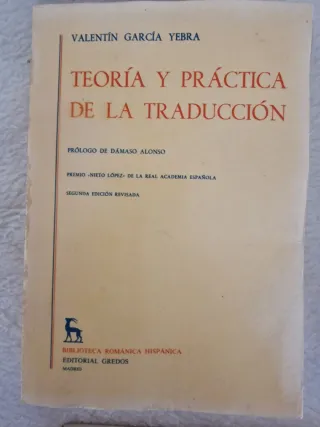 VALENTÍN GARCÍA YEBRA
TEORÍA Y PRÁCTICA
DE LA TRADUCCIÓN
PRÓLOGO DE DÁMASO ALONSO
PREMIO «NIETO LÓPEZ» DE LA REAL ACADEMIA ESPAÑOLA
SEGUNDA EDICIÓN REVISADA
BIBLIOTECA ROMÁNICA HISPÁNICA
EDITORIAL GREDOS
MADRID